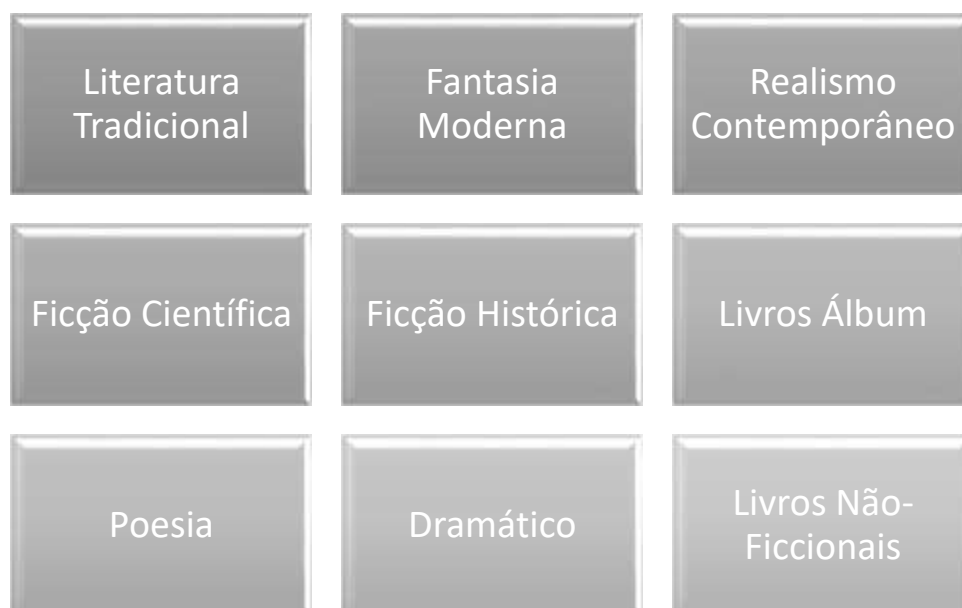 Literatura
Tradicional
Fantasia
Moderna
Realismo
Contemporâneo
Ficção Científica
Ficção Histórica
Livros Álbum
Poesia
Dramático
Livros Não-
Ficcionais